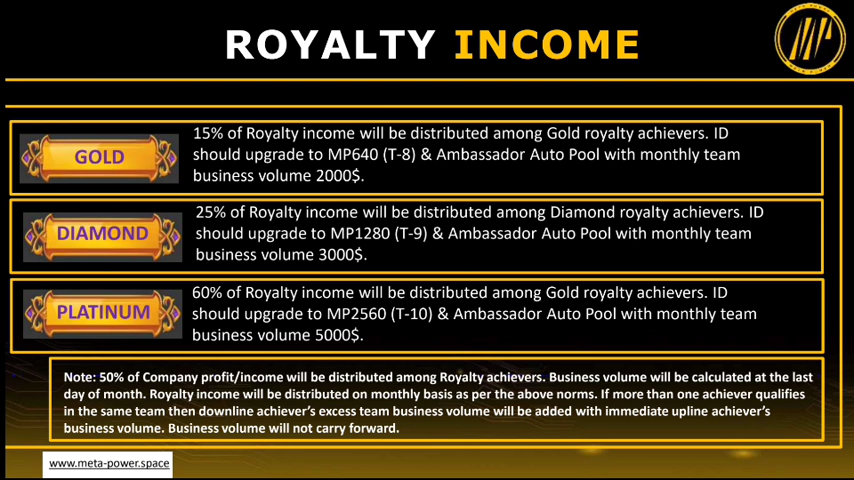 ROYALTY INCOME
MP
GOLD
15% of Royalty income will be distributed among Gold royalty achievers. ID
should upgrade to MP640 (T-8) & Ambassador Auto Pool with monthly team
business volume 2000$.
DIAMOND
25% of Royalty income will be distributed among Diamond royalty achievers. ID
should upgrade to MP1280 (T-9) & Ambassador Auto Pool with monthly team
business volume 3000$.
PLATINUM
60% of Royalty income will be distributed among Gold royalty achievers. ID
should upgrade to MP2560 (T-10) & Ambassador Auto Pool with monthly team
business volume 5000$.
Note: 50% of Company profit/income will be distributed among Royalty achievers. Business volume will be calculated at the last
day of month. Royalty income will be distributed on monthly basis as per the above norms. If more than one achiever qualifies
in the same team then downline achiever's excess team business volume will be added with immediate upline achiever's
business volume. Business volume will not carry forward.
www.meta-power.space